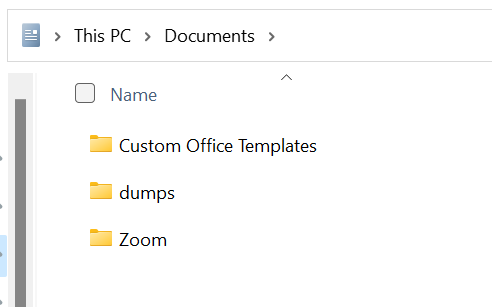 This PC > Documents >
Name
Custom Office Templates
dumps
Zoom